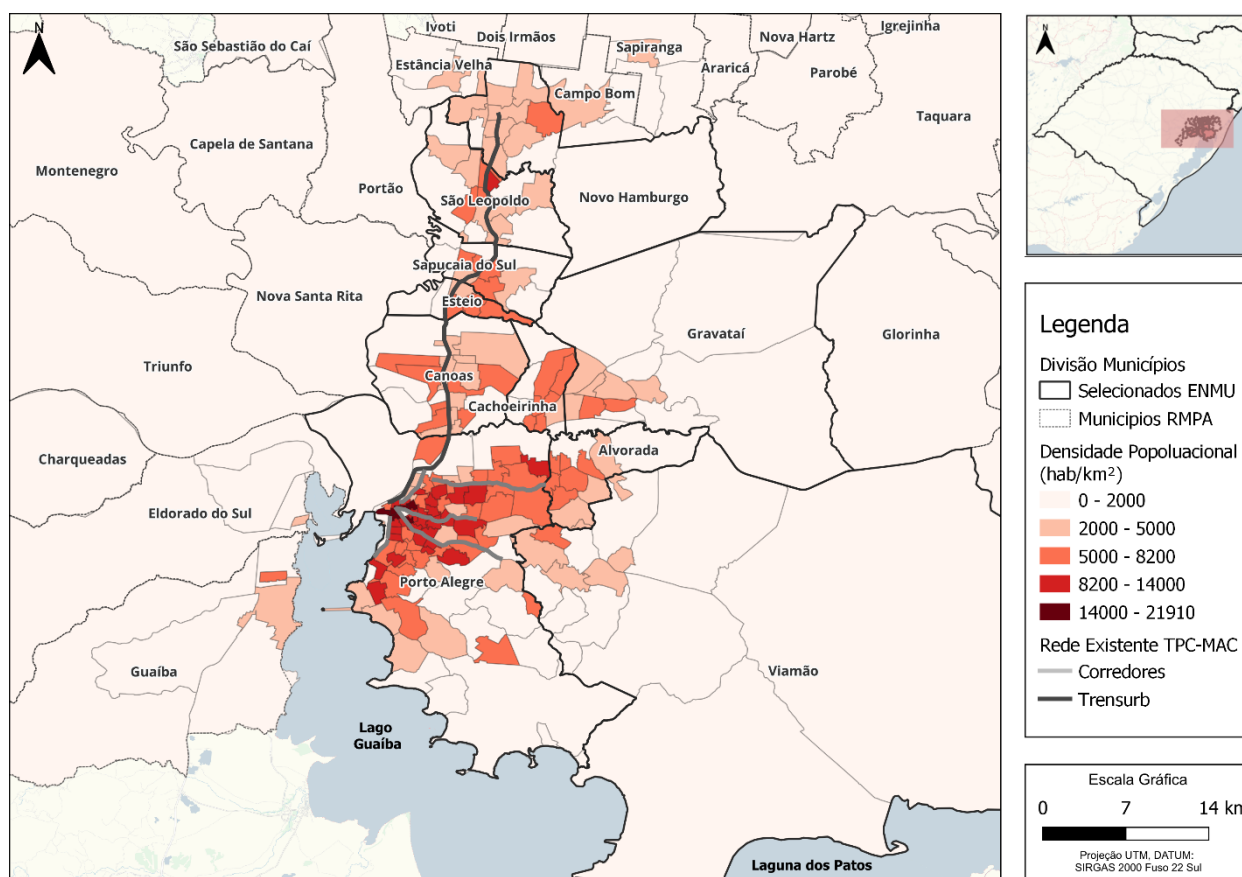 N
Ivoti
Dois Irmãos
Nova Hartz
Igrejinha
São Sebastião do Caí
Sapiranga
Estância Velha
Araricá
Parobé
Campo Bom
Taquara
Capela de Santana
Montenegro
Portão
Novo Hamburgo
São Leopoldo
Sapucaia do Sul
Nova Santa Rita
Esteio
Gravataí
Glorinha
Triunfo
Canoas
Cachoeirinha
Alvorada
Charqueadas
Eldorado do Sul
Porto Alegre
Guaíba
Viamão
Lago
Guaíba
Laguna dos Patos
N
Legenda
Divisão Municípios
Selecionados ENMU
Municipios RMPA
Densidade Popoluacional
(hab/km²)
0 - 2000
2000 - 5000
5000 - 8200
8200 - 14000
14000 - 21910
Rede Existente TPC-MAC
Corredores
Trensurb
Escala Gráfica
0 7 14 km
Projeção UTM, DATUM:
SIRGAS 2000 Fuso 22 Sul